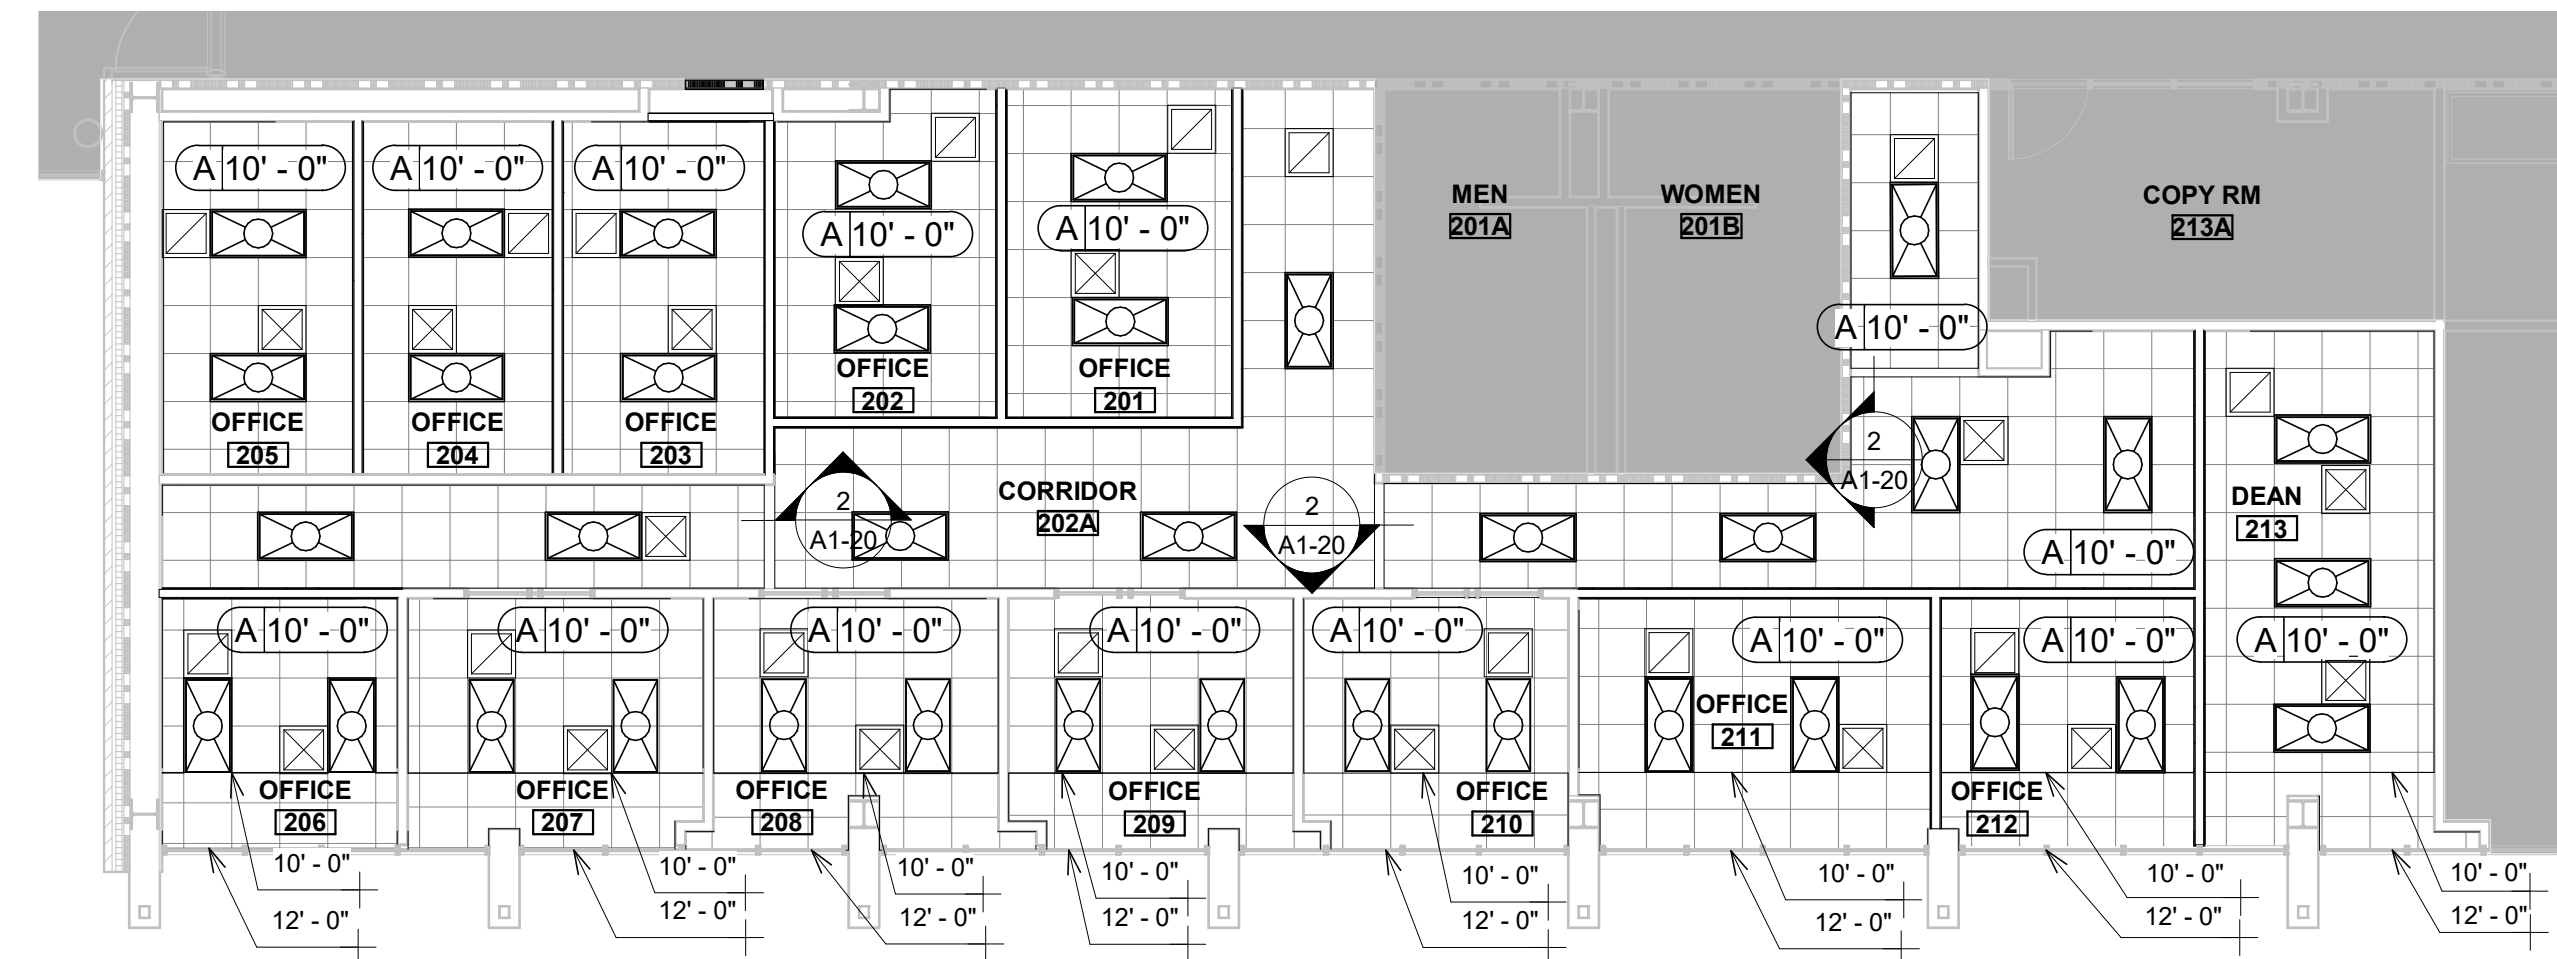 A 10' - 0"
A 10' - 0"
A 10' - 0"
A 10' - 0"
A 10' - 0"
MEN
201A
WOMEN
201B
COPY RM
213A
A 10' - 0"
OFFICE
205
OFFICE
204
OFFICE
203
OFFICE
202
OFFICE
201
CORRIDOR
202A
2
A1-20
2
A1-20
2
A1-20
A 10' - 0"
DEAN
213
A 10' - 0"
A 10' - 0"
A 10' - 0"
A 10' - 0"
A 10' - 0"
A 10' - 0"
A 10' - 0"
A 10' - 0"
A 10' - 0"
OFFICE
206
OFFICE
207
OFFICE
208
OFFICE
209
OFFICE
210
OFFICE
211
OFFICE
212
10' - 0"
12' - 0"
10' - 0"
12' - 0"
10' - 0"
12' - 0"
10' - 0"
12' - 0"
10' - 0"
12' - 0"
10' - 0"
12' - 0"
10' - 0"
12' - 0"
10' - 0"
12' - 0"